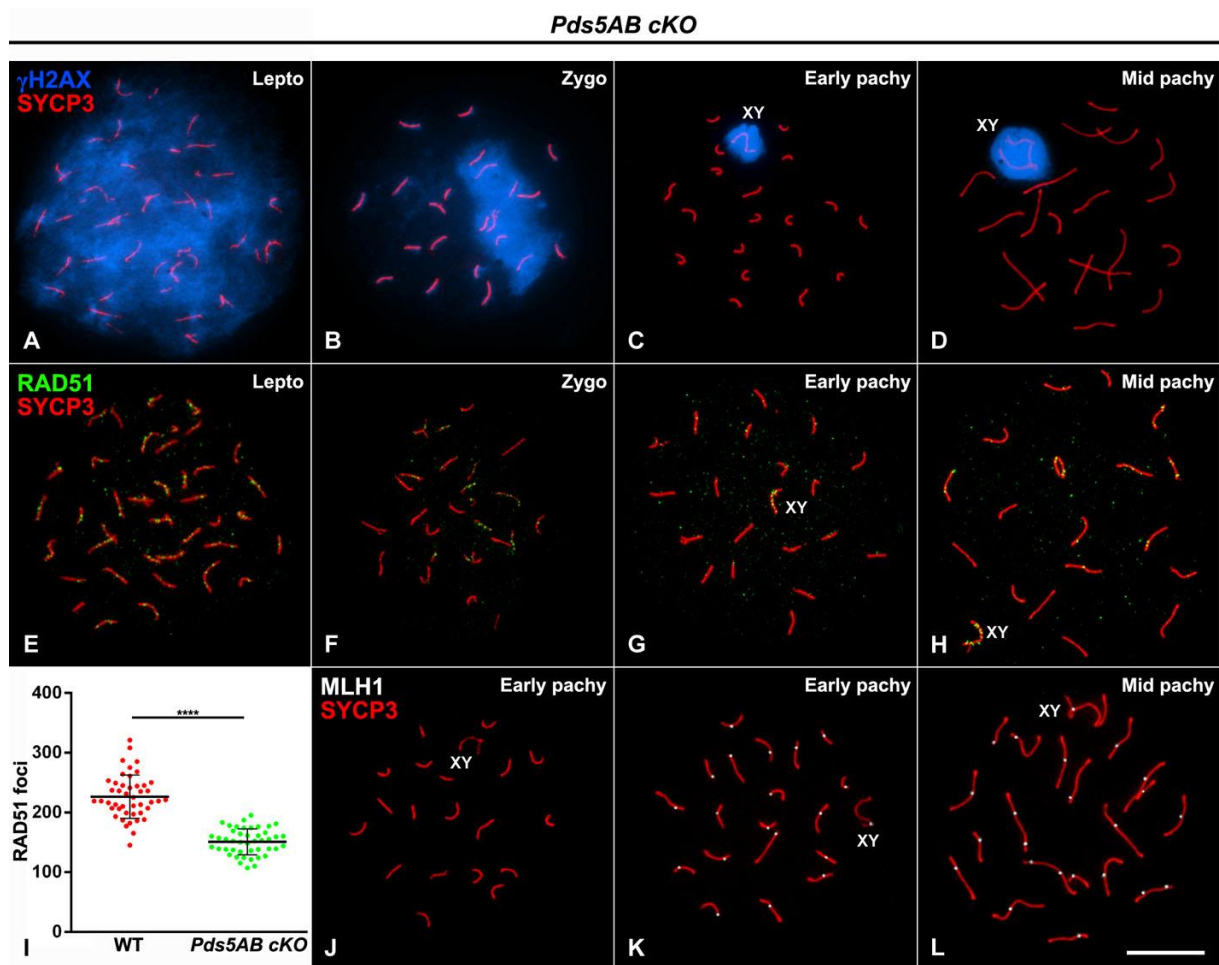 Pds5AB cKO
γH2AX
SYCP3
Lepto
A
Zygo
B
Early pachy
XY
C
Mid pachy
XY
D
RAD51
SYCP3
Lepto
E
Zygo
F
Early pachy
XY
G
Mid pachy
XY
H
400
300
200
100
0
RAD51 foci
****
WT
Pds5AB cKO
I
MLH1
SYCP3
Early pachy
XY
J
Early pachy
XY
K
Mid pachy
XY
L